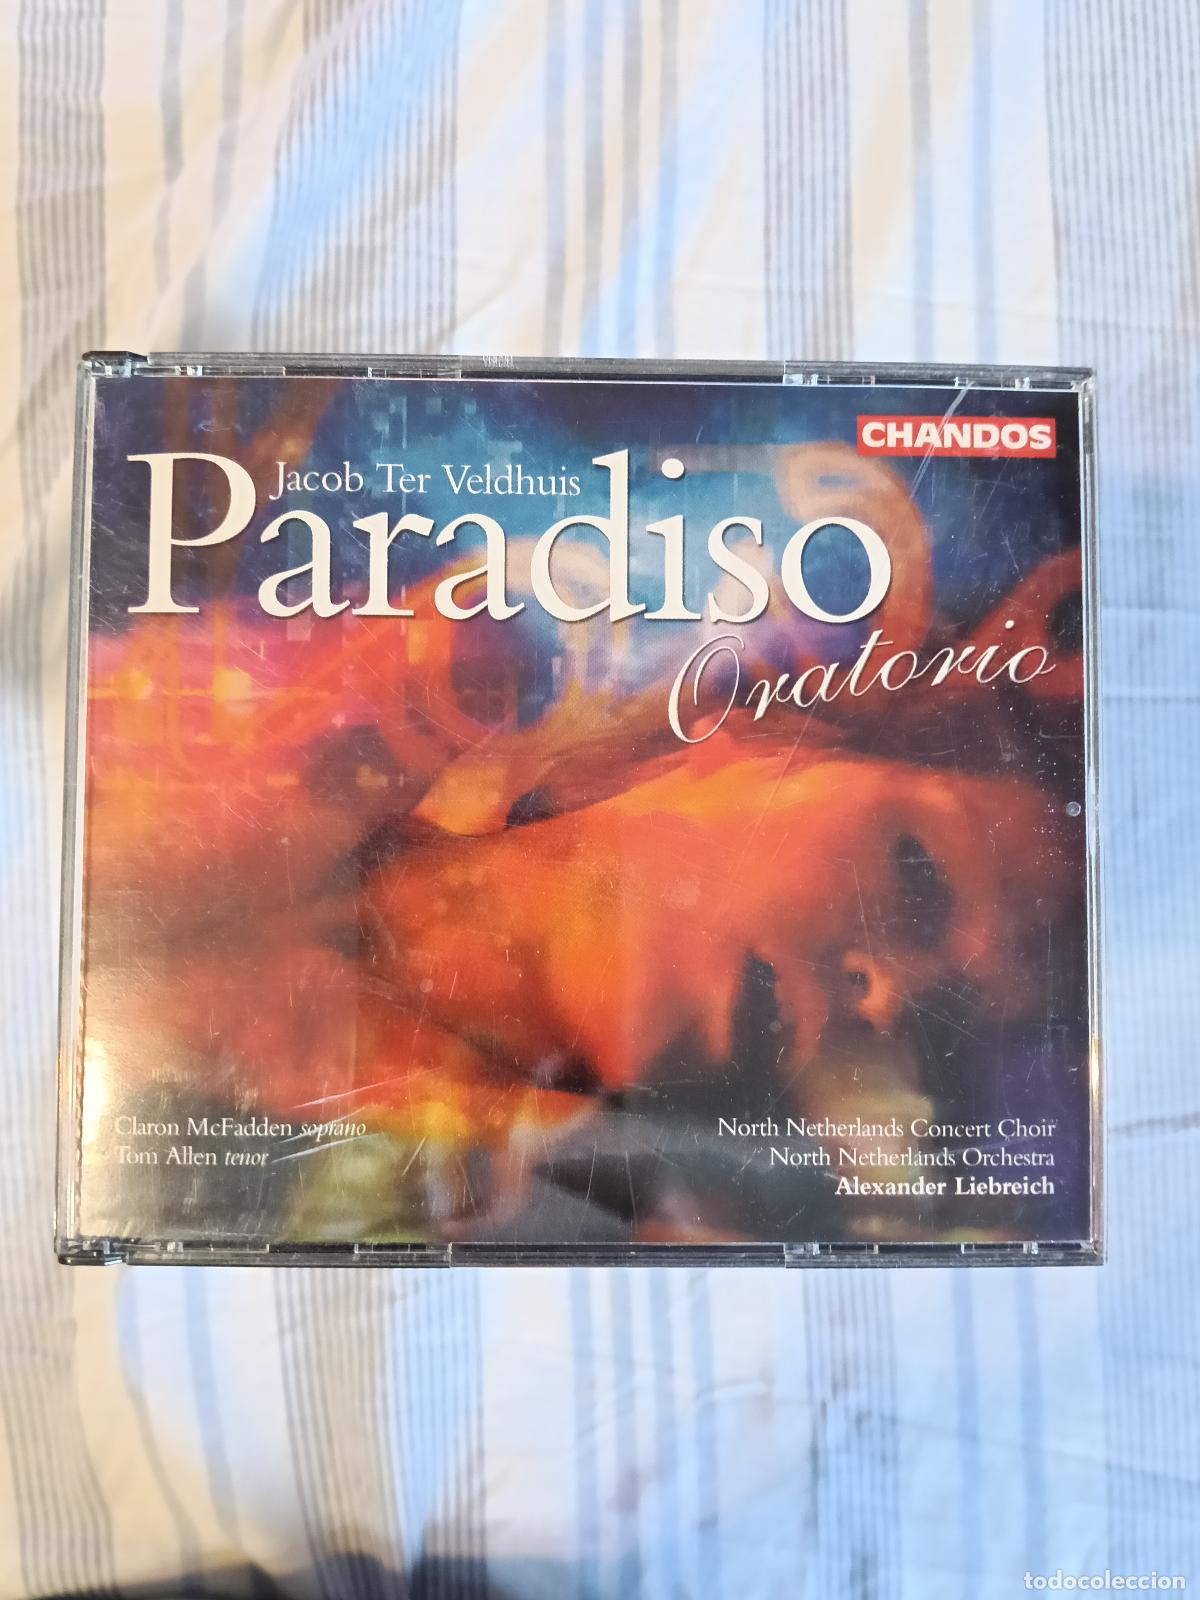 CHANDOS
Jacob Ter Veldhuis
Paradiso
Oratorio
Claron McFadden soprano
Tom Allen tenor
North Netherlands Concert Choir
North Netherlands Orchestra
Alexander Liebreich
todocoleccion